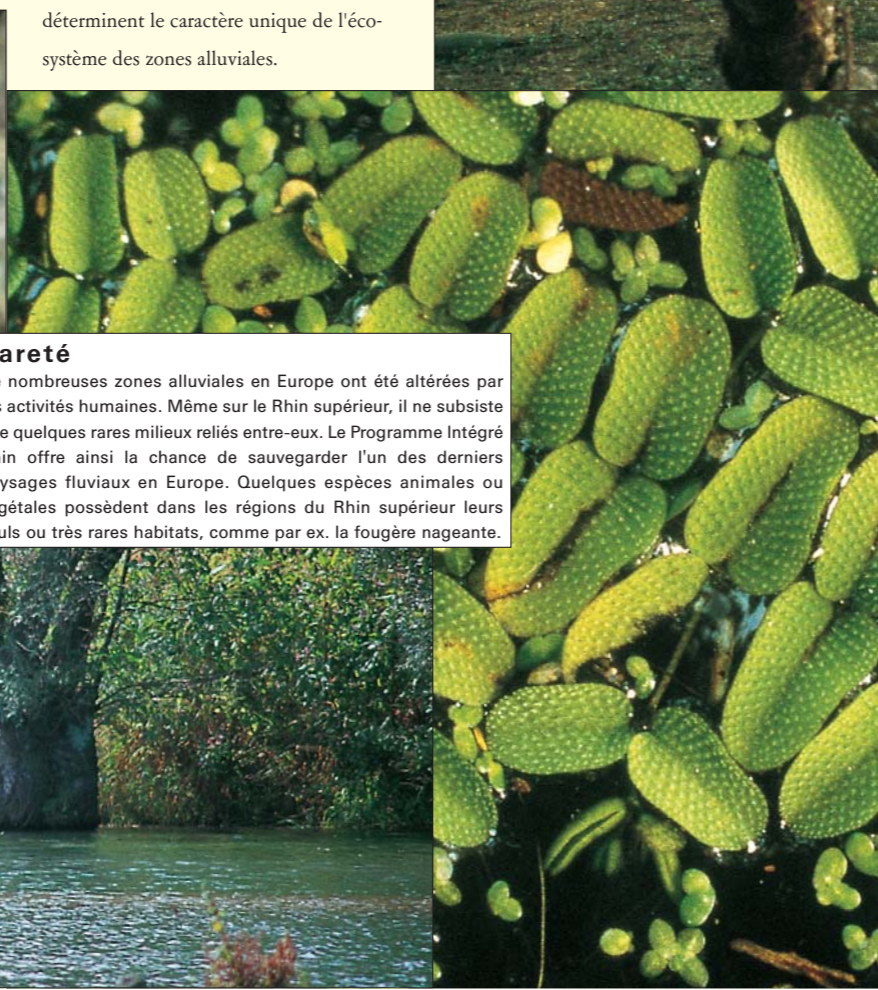 déterminent le caractère unique de l'éco-
système des zones alluviales.
areté
nombreuses zones alluviales en Europe ont été altérées par
activités humaines. Même sur le Rhin supérieur, il ne subsiste
quelques rares milieux reliés entre-eux. Le Programme Intégré
offre ainsi la chance de sauvegarder l'un des derniers
ysages fluviaux en Europe. Quelques espèces animales ou
gétales possèdent dans les régions du Rhin supérieur leurs
uls ou très rares habitats, comme par ex. la fougère nageante.